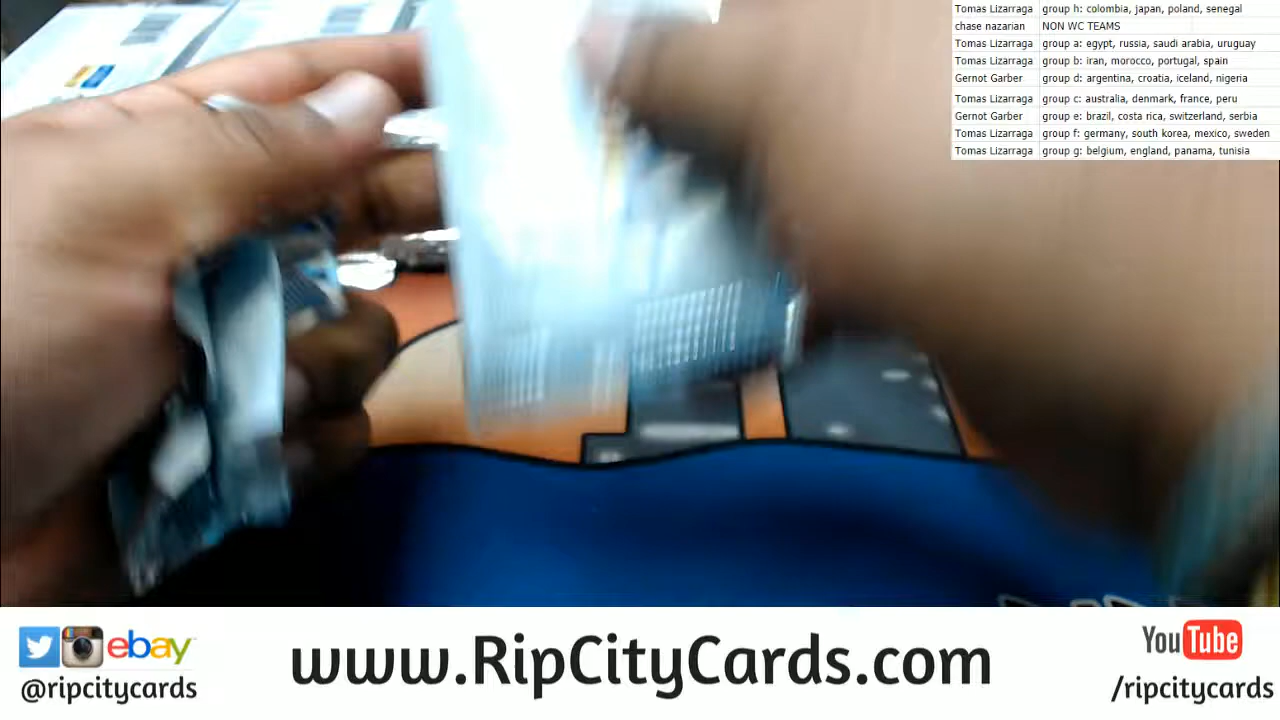 Tomas Lizarraga group h: colombia, japan, poland, senegal
chase nazarian NON WC TEAMS
Tomas Lizarraga group a: egypt, russia, saudi arabia, uruguay
Tomas Lizarraga group b: iran, morocco, portugal, spain
Gernot Garber group d: argentina, croatia, iceland, nigeria
Tomas Lizarraga group c: australia, denmark, france, peru
Gernot Garber group e: brazil, costa rica, switzerland, serbia
Tomas Lizarraga group f: germany, south korea, mexico, sweden
Tomas Lizarraga group g: belgium, england, panama, tunisia
ebay
@ripcitycards
www.RipCityCards.com
YouTube
/ripcitycards